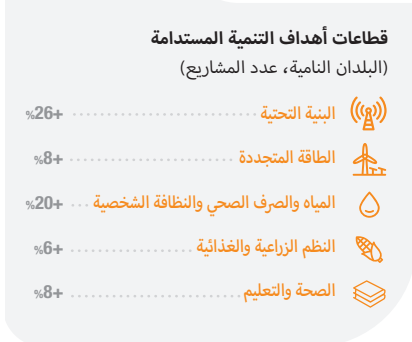 قطاعات أهداف التنمية المستدامة
(البلدان النامية، عدد المشاريع)
البنية التحتية +26%
الطاقة المتجددة +8%
المياه والصرف الصحي والنظافة الشخصية +20%
النظم الزراعية والغذائية +6%
الصحة والتعليم +8%